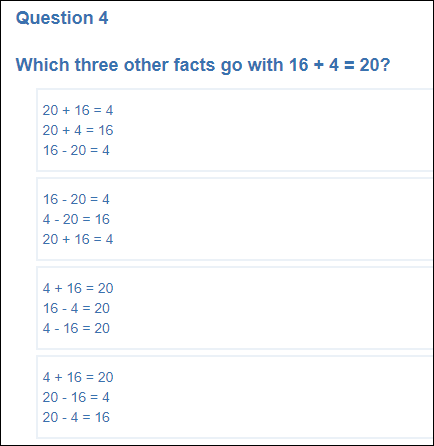 Question 4
Which three other facts go with 16 + 4 = 20?
20 + 16 = 4
20 + 4 = 16
16 - 20 = 4
16 - 20 = 4
4 - 20 = 16
20 + 16 = 4
4 + 16 = 20
16 - 4 = 20
4 - 16 = 20
4 + 16 = 20
20 - 16 = 4
20 - 4 = 16